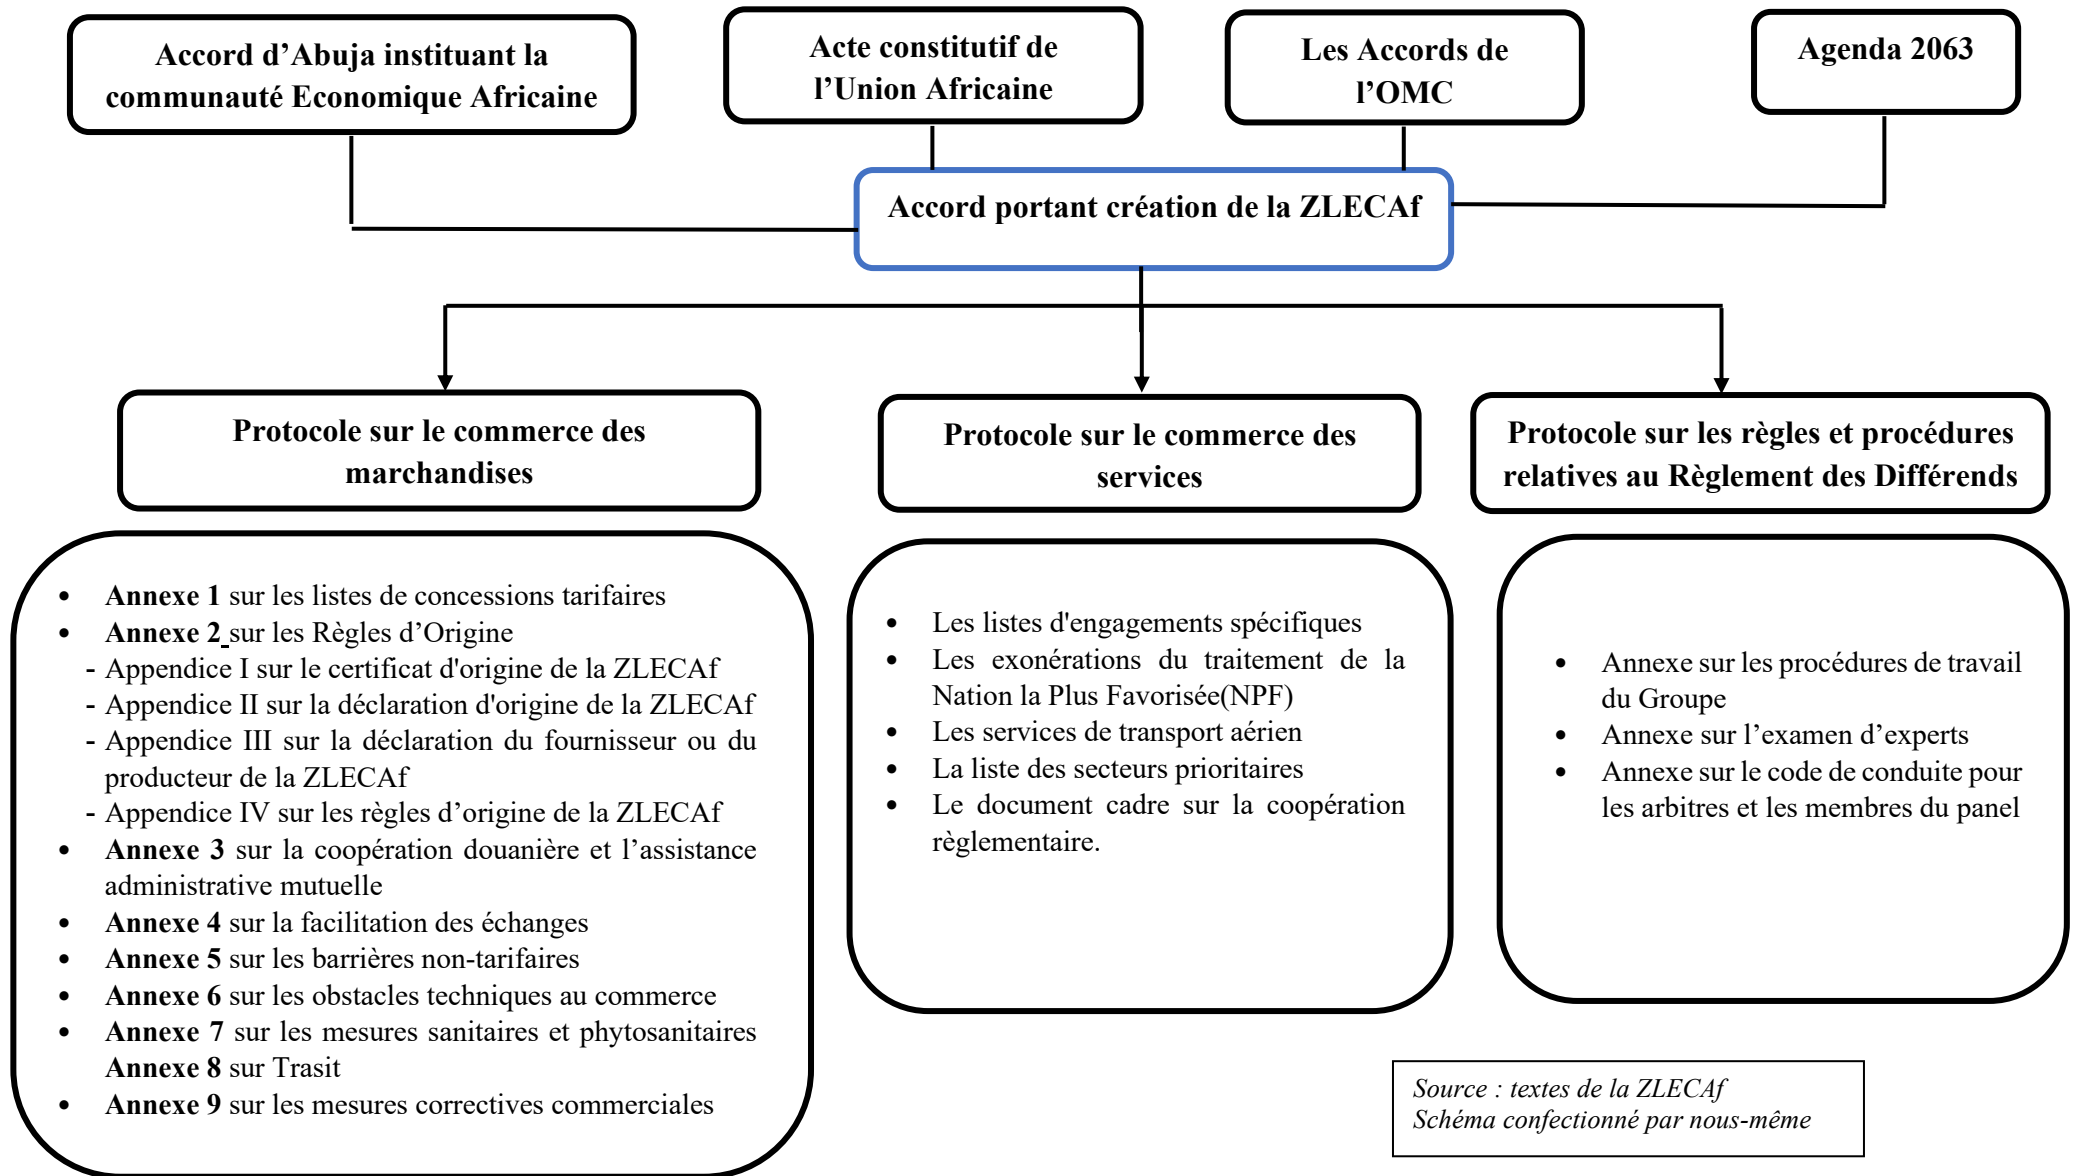 Accord d’Abuja instituant la
communauté Economique Africaine
Acte constitutif de
l’Union Africaine
Les Accords de
l’OMC
Agenda 2063
Accord portant création de la ZLECAf
Protocole sur le commerce des
marchandises
Protocole sur le commerce des
services
Protocole sur les règles et procédures
relatives au Règlement des Différends
• Annexe 1 sur les listes de concessions tarifaires
• Annexe 2 sur les Règles d’Origine
- Appendice I sur le certificat d'origine de la ZLECAf
- Appendice II sur la déclaration d'origine de la ZLECAf
- Appendice III sur la déclaration du fournisseur ou du
producteur de la ZLECAf
- Appendice IV sur les règles d’origine de la ZLECAf
• Annexe 3 sur la coopération douanière et l’assistance
administrative mutuelle
• Annexe 4 sur la facilitation des échanges
• Annexe 5 sur les barrières non-tarifaires
• Annexe 6 sur les obstacles techniques au commerce
• Annexe 7 sur les mesures sanitaires et phytosanitaires
Annexe 8 sur Trasit
• Annexe 9 sur les mesures correctives commerciales
• Les listes d'engagements spécifiques
• Les exonérations du traitement de la
Nation la Plus Favorisée(NPF)
• Les services de transport aérien
• La liste des secteurs prioritaires
• Le document cadre sur la coopération
règlementaire.
• Annexe sur les procédures de travail
du Groupe
• Annexe sur l’examen d’experts
• Annexe sur le code de conduite pour
les arbitres et les membres du panel
Source : textes de la ZLECAf
Schéma confectionné par nous-même